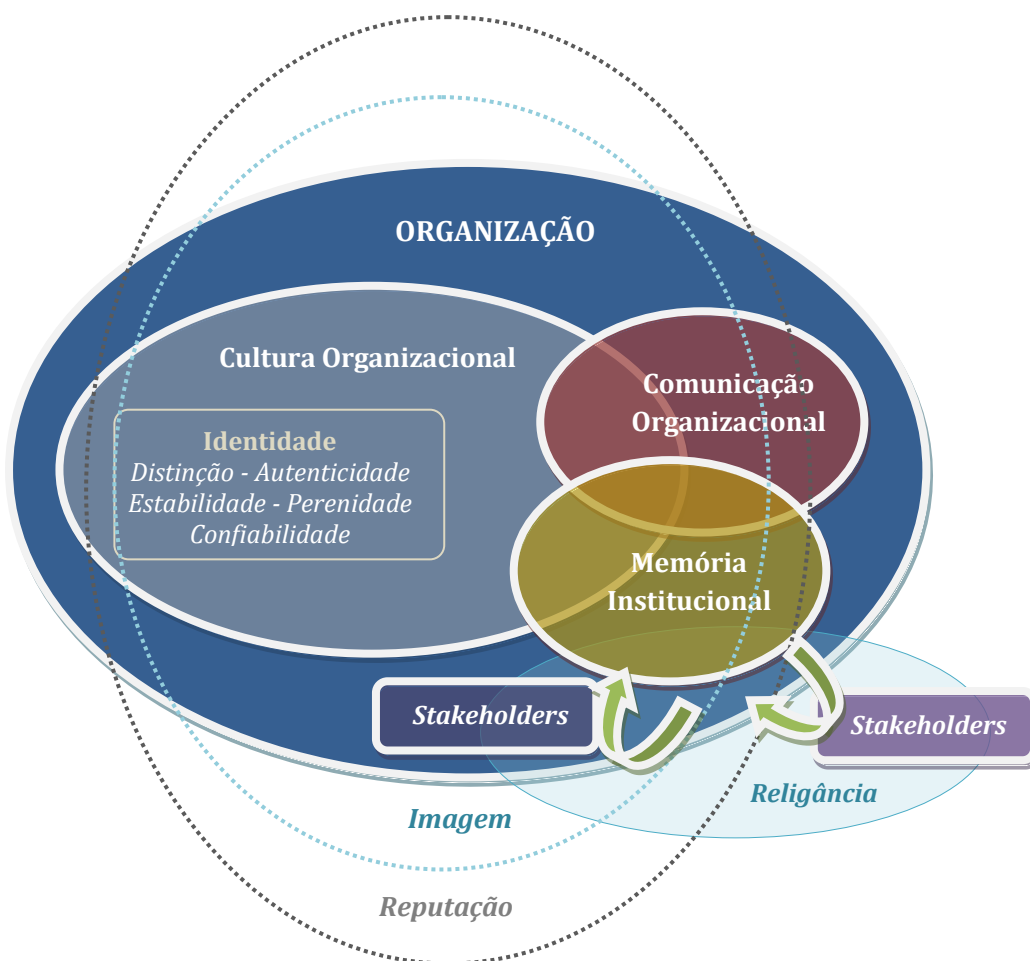 ORGANIZAÇÃO
Cultura Organizacional
Comunicação
Organizacional
Identidade
Distinção - Autenticidade
Estabilidade - Perenidade
Confiabilidade
Memória
Institucional
Stakeholders
Stakeholders
Religância
Imagem
Reputação